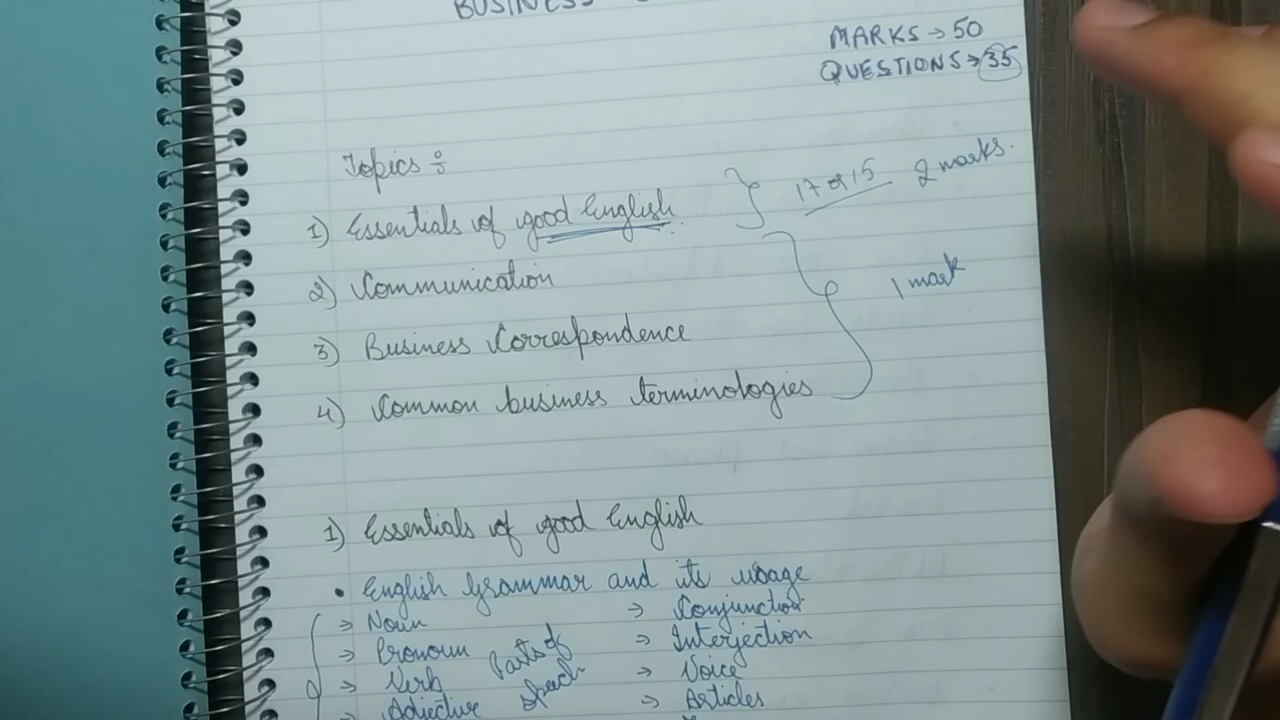 BUSINESS
MARKS → 50
QUESTIONS → 35
Topics :
1) Essentials of good English } 17 or 15 2 marks.
2) Communication
3) Business Correspondence
4) Common business terminologies } 1 mark
1) Essentials of good English
• English Grammar and its usage
→ Noun → Conjunction
→ Pronoun Parts of → Interjection
→ Verb speech → Voice
→ Adjective → Articles